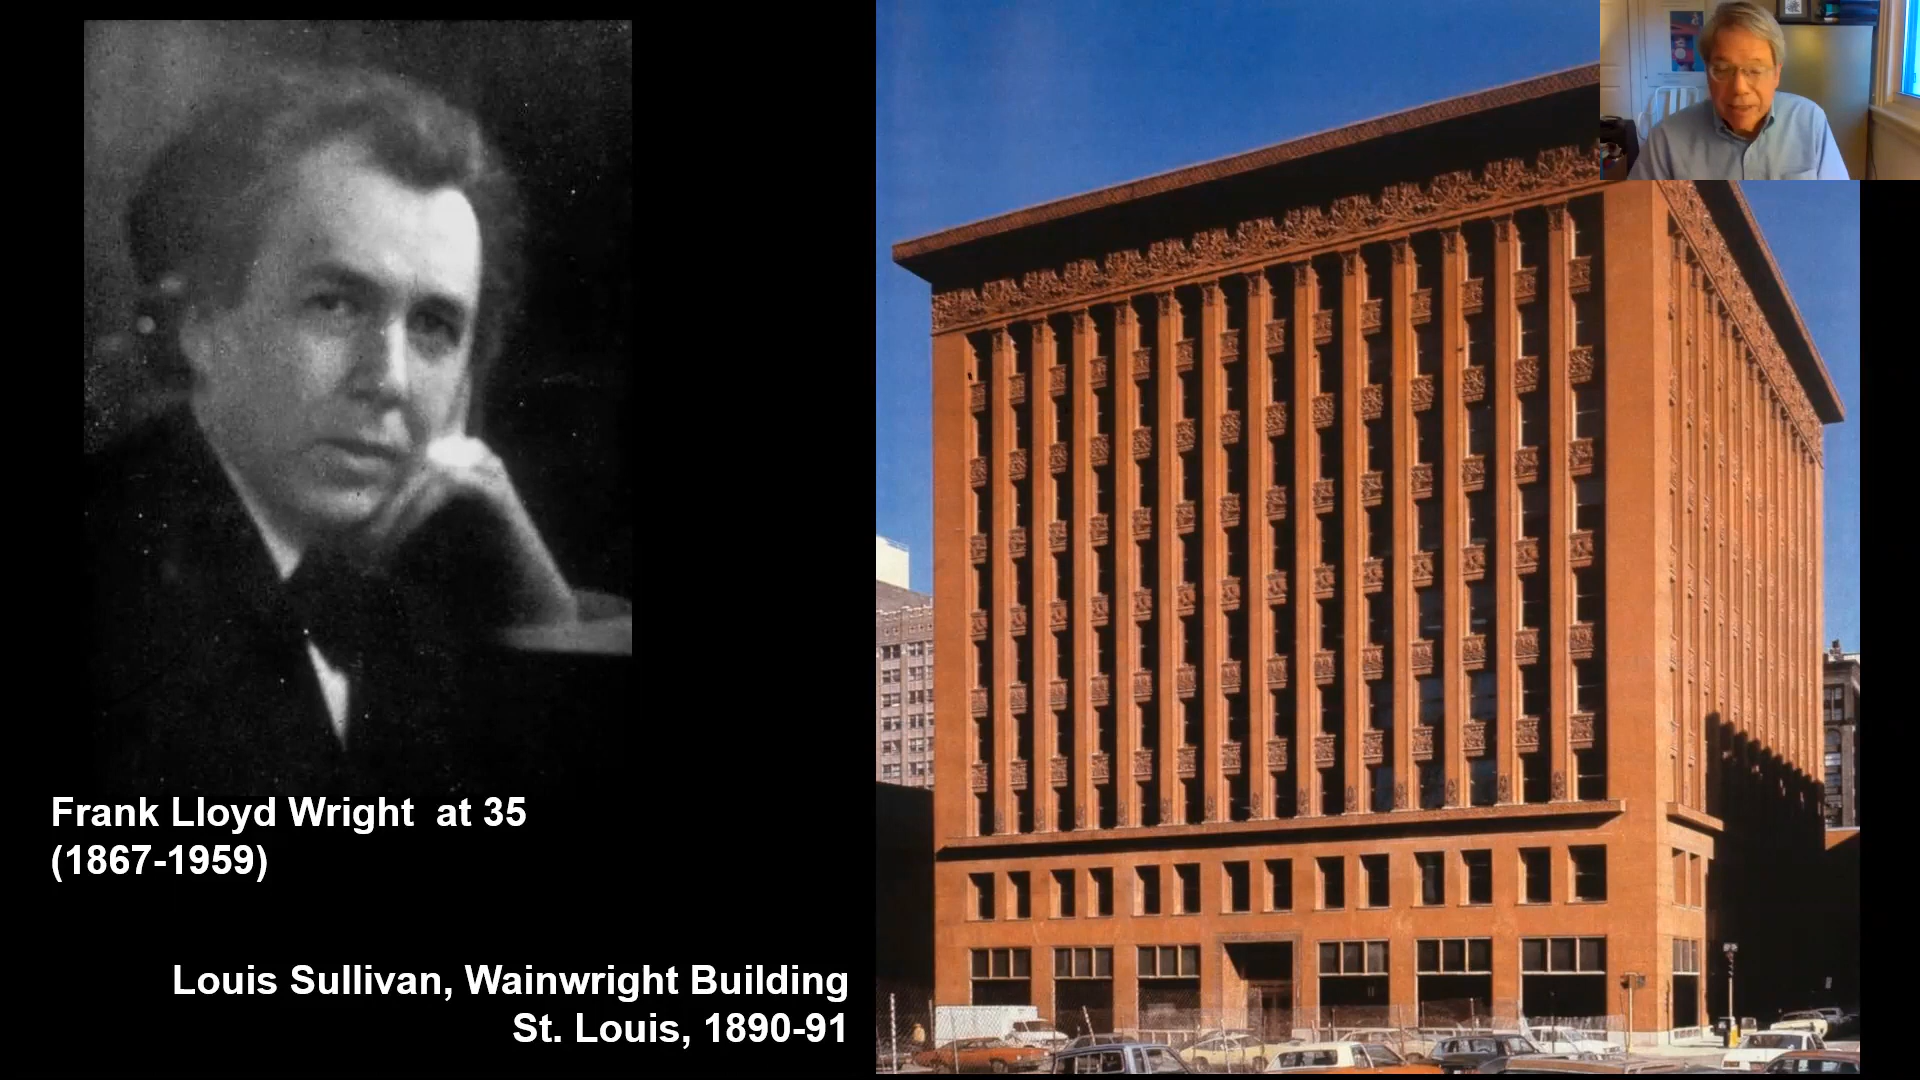 Frank Lloyd Wright at 35
(1867-1959)
Louis Sullivan, Wainwright Building
St. Louis, 1890-91